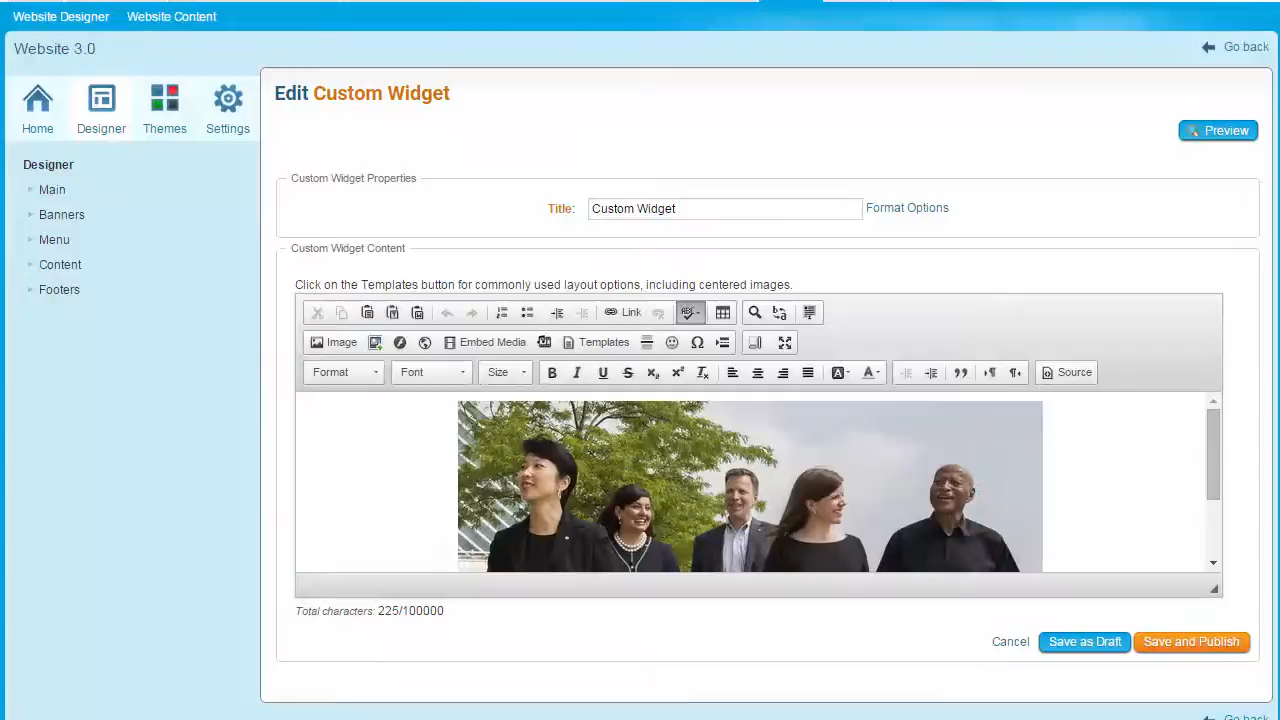 Website Designer Website Content
Website 3.0
Go back
Home Designer Themes Settings
Edit Custom Widget
Preview
Designer
Main
Banners
Menu
Content
Footers
Custom Widget Properties
Title: Custom Widget Format Options
Custom Widget Content
Click on the Templates button for commonly used layout options, including centered images.
Link
Image Embed Media Templates
Format Font Size B I U S Source
Total characters: 225/100000
Cancel Save as Draft Save and Publish
Go back